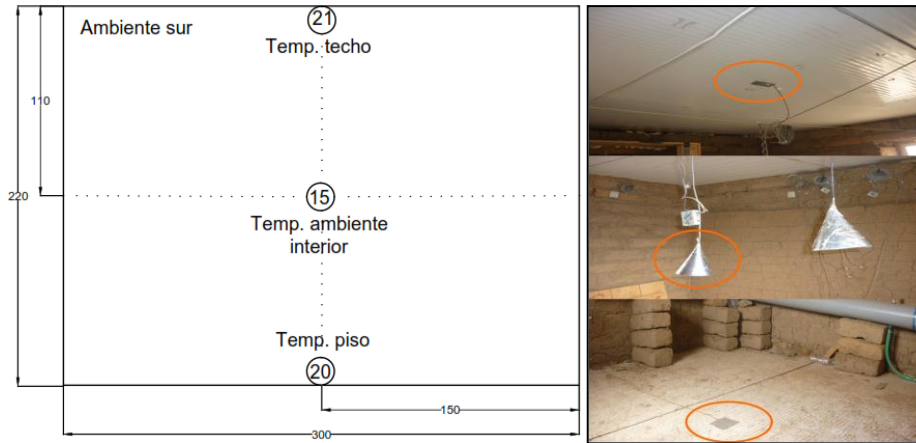 Ambiente sur
21
Temp. techo
110
220
15
Temp. ambiente
interior
Temp. piso
20
150
300